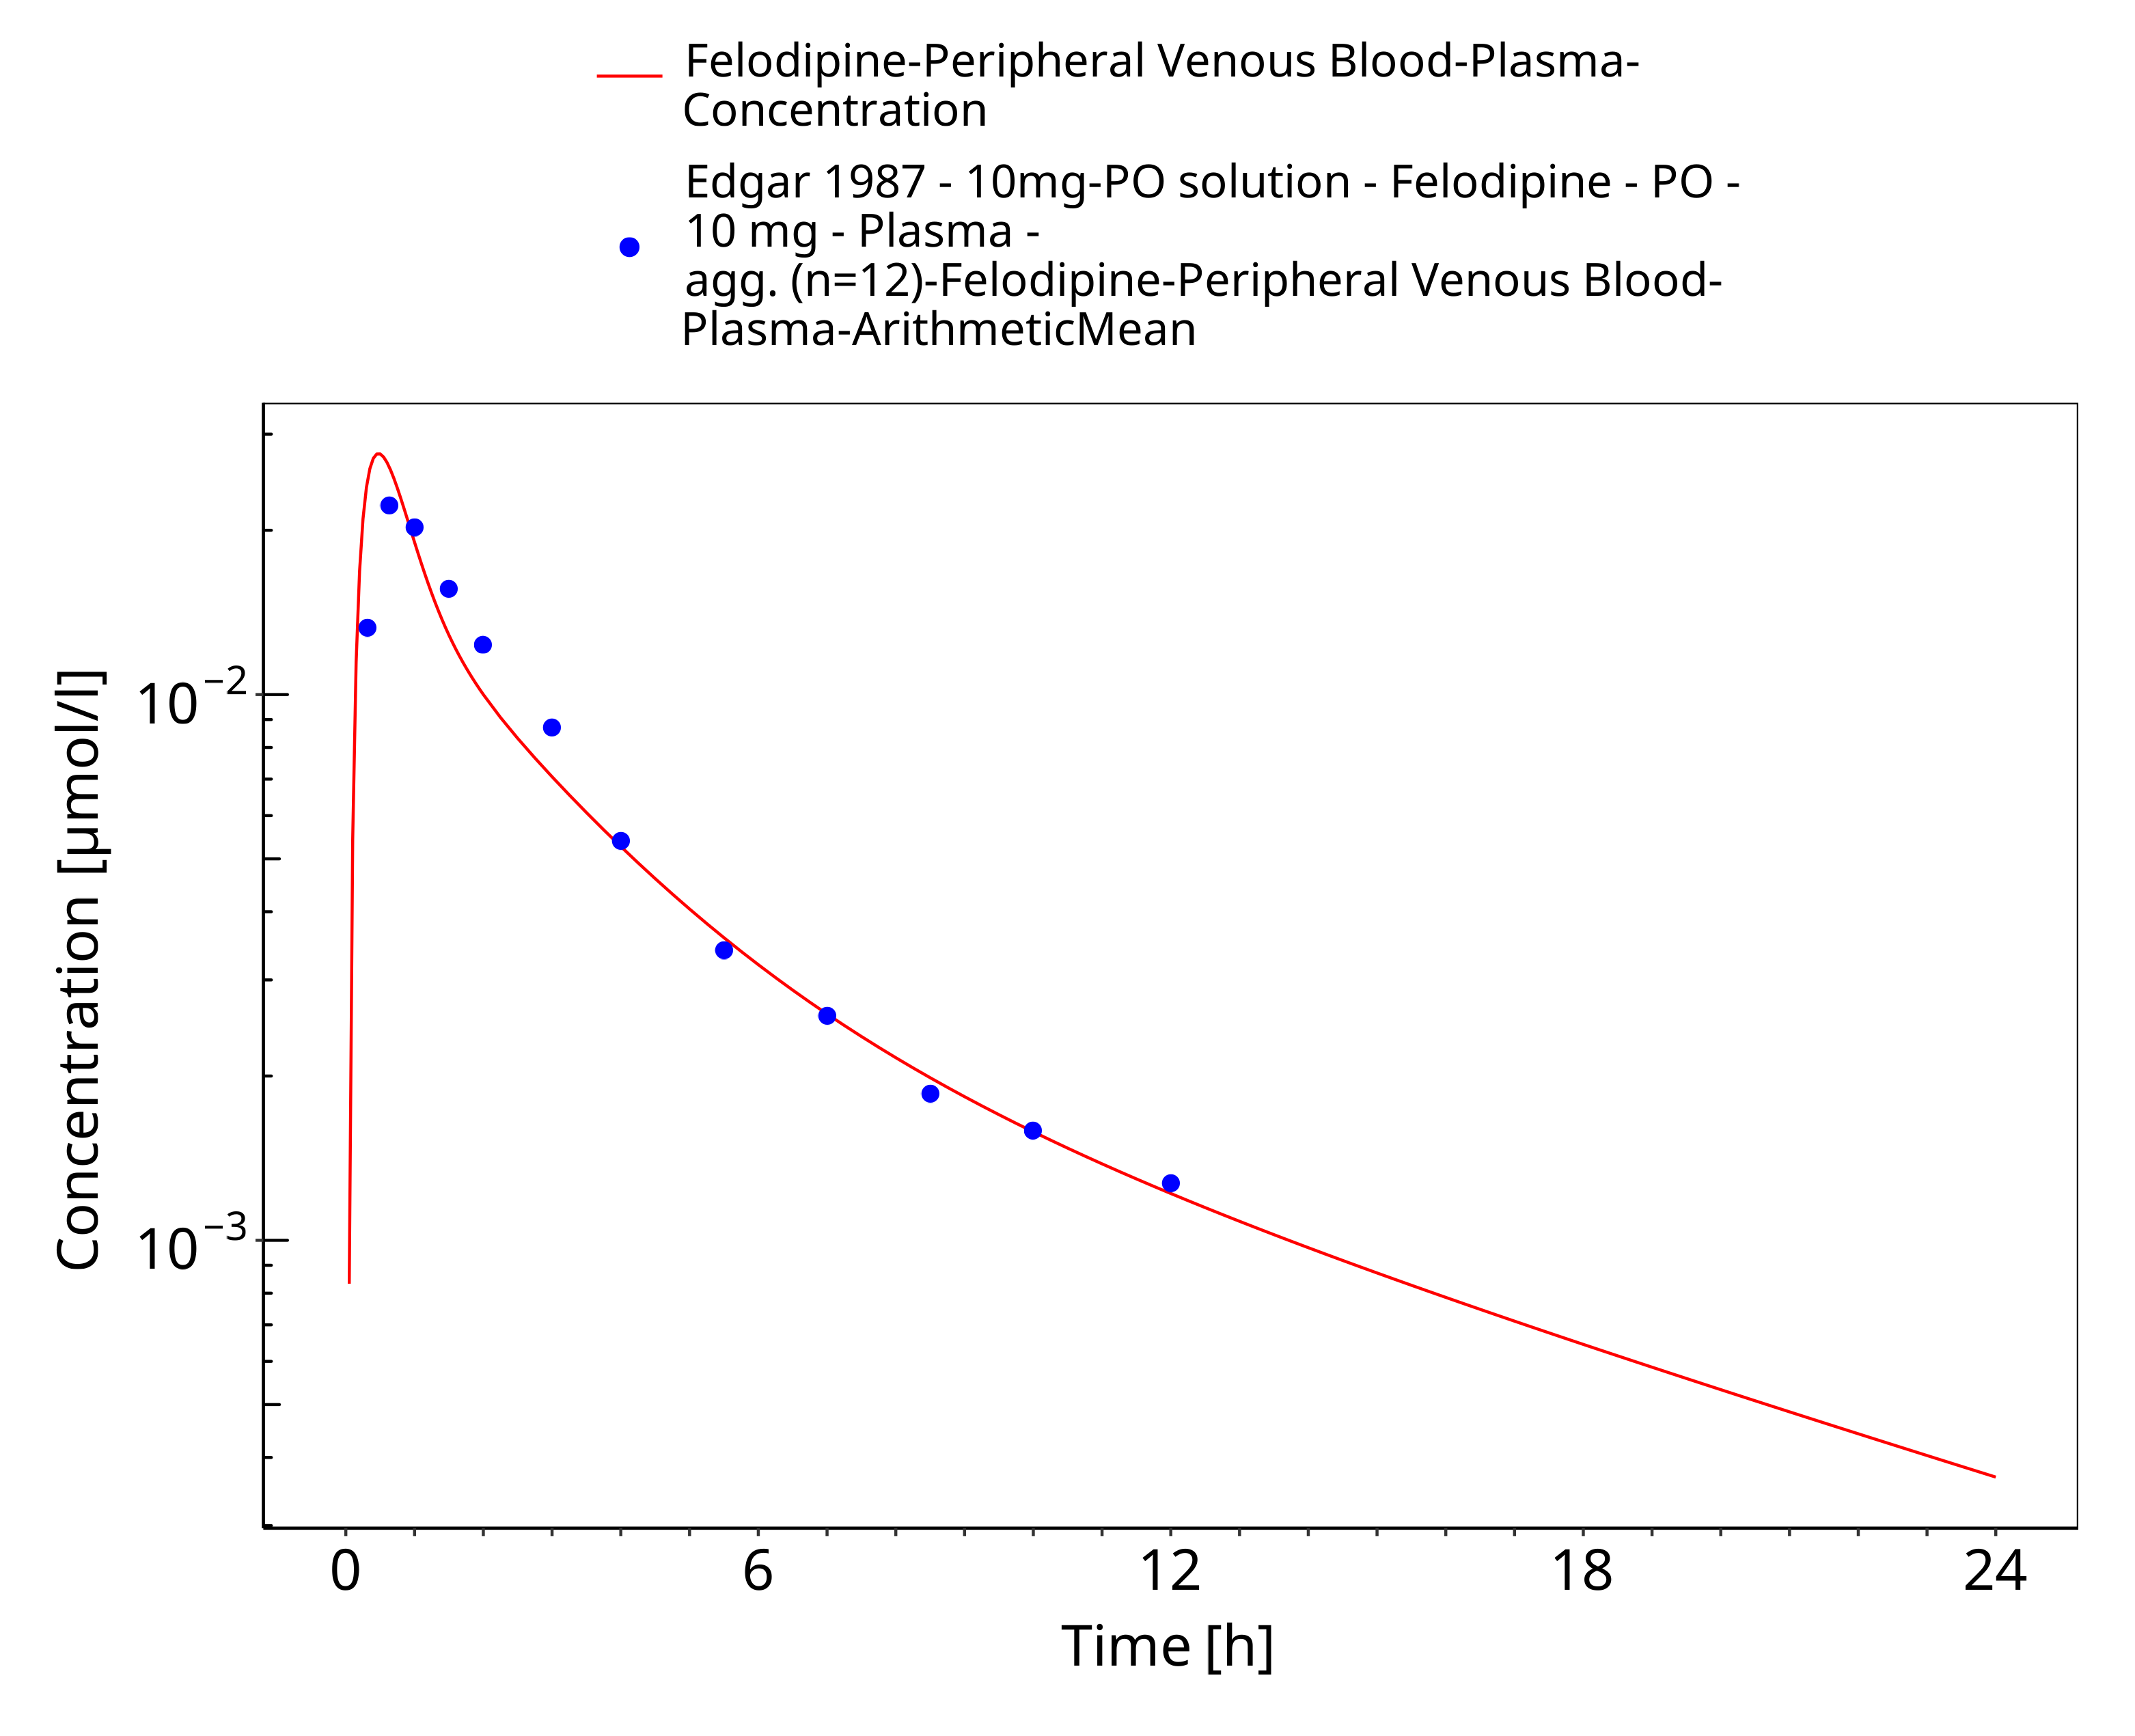 Felodipine-Peripheral Venous Blood-Plasma-
Concentration
Edgar 1987 - 10mg-PO solution - Felodipine - PO -
10 mg - Plasma -
agg. (n=12)-Felodipine-Peripheral Venous Blood-
Plasma-ArithmeticMean
Concentration [µmol/l]
10⁻²
10⁻³
0 6 12 18 24
Time [h]